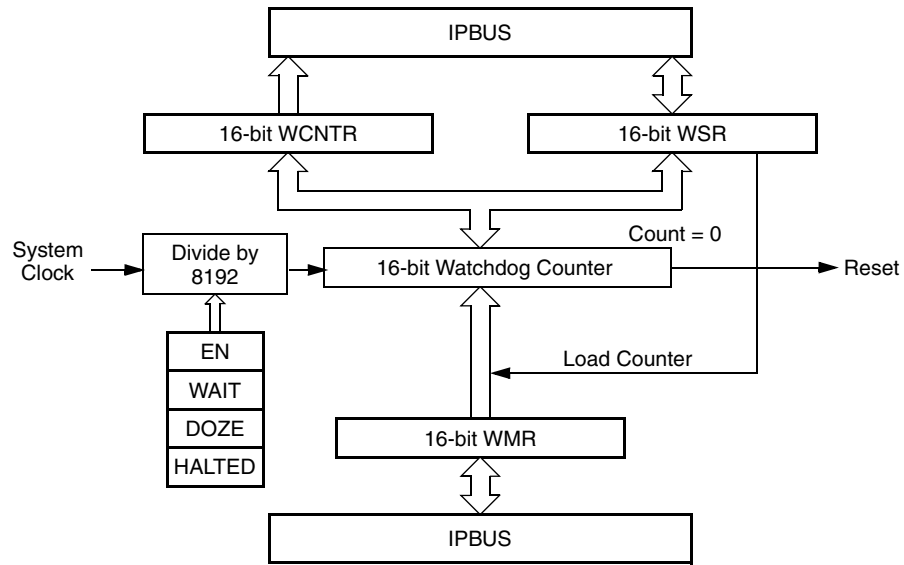 IPBUS
16-bit WCNTR
16-bit WSR
Count = 0
System
Clock
Divide by
8192
16-bit Watchdog Counter
Reset
EN
WAIT
DOZE
HALTED
Load Counter
16-bit WMR
IPBUS